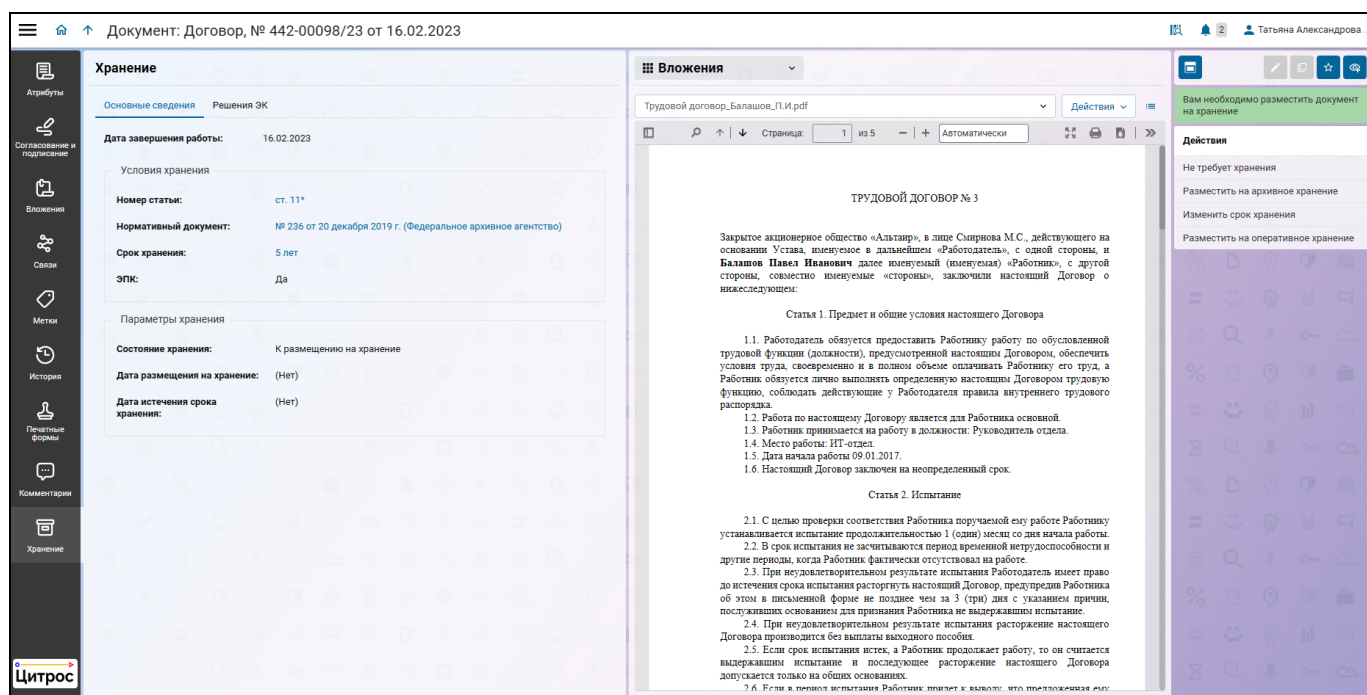 Документ: Договор, № 442-00098/23 от 16.02.2023
2
Татьяна Александрова...
Атрибуты
Согласование и
подписание
Вложения
Связи
Метки
История
Печатные
формы
Комментарии
Хранение
Цитрос
Хранение
Основные сведения Решения ЭК
Дата завершения работы: 16.02.2023
Условия хранения
Номер статьи: ст. 11*
Нормативный документ: № 236 от 20 декабря 2019 г. (Федеральное архивное агентство)
Срок хранения: 5 лет
ЭПК: Да
Параметры хранения
Состояние хранения: К размещению на хранение
Дата размещения на хранение: (Нет)
Дата истечения срока (Нет)
хранения:
Вложения
Трудовой договор_Балашов_П.И.pdf Действия
Страница: 1 из 5 Автоматически
ТРУДОВОЙ ДОГОВОР № 3
Закрытое акционерное общество «Альтаир», в лице Смирнова М.С., действующего на
основании Устава, именуемое в дальнейшем «Работодатель», с одной стороны, и
Балашов Павел Иванович далее именуемый (именуемая) «Работник», с другой
стороны, совместно именуемые «стороны», заключили настоящий Договор о
нижеследующем:
Статья 1. Предмет и общие условия настоящего Договора
1.1. Работодатель обязуется предоставить Работнику работу по обусловленной
трудовой функции (должности), предусмотренной настоящим Договором, обеспечить
условия труда, своевременно и в полном объеме оплачивать Работнику его труд, а
Работник обязуется лично выполнять определенную настоящим Договором трудовую
функцию, соблюдать действующие у Работодателя правила внутреннего трудового
распорядка.
1.2. Работа по настоящему Договору является для Работника основной.
1.3. Работник принимается на работу в должности: Руководитель отдела.
1.4. Место работы: ИТ-отдел.
1.5. Дата начала работы 09.01.2017.
1.6. Настоящий Договор заключен на неопределенный срок.
Статья 2. Испытание
2.1. С целью проверки соответствия Работника поручаемой ему работе Работнику
устанавливается испытание продолжительностью 1 (один) месяц со дня начала работы.
2.2. В срок испытания не засчитываются период временной нетрудоспособности и
другие периоды, когда Работник фактически отсутствовал на работе.
2.3. При неудовлетворительном результате испытания Работодатель имеет право
до истечения срока испытания расторгнуть настоящий Договор, предупредив Работника
об этом в письменной форме не позднее чем за 3 (три) дня с указанием причин,
послуживших основанием для признания Работника не выдержавшим испытание.
2.4. При неудовлетворительном результате испытания расторжение настоящего
Договора производится без выплаты выходного пособия.
2.5. Если срок испытания истек, а Работник продолжает работу, то он считается
выдержавшим испытание и последующее расторжение настоящего Договора
допускается только на общих основаниях.
2.6. Если в период испытания Работник придет к выводу, что предложенная ему
Вам необходимо разместить документ
на хранение
Действия
Не требует хранения
Разместить на архивное хранение
Изменить срок хранения
Разместить на оперативное хранение